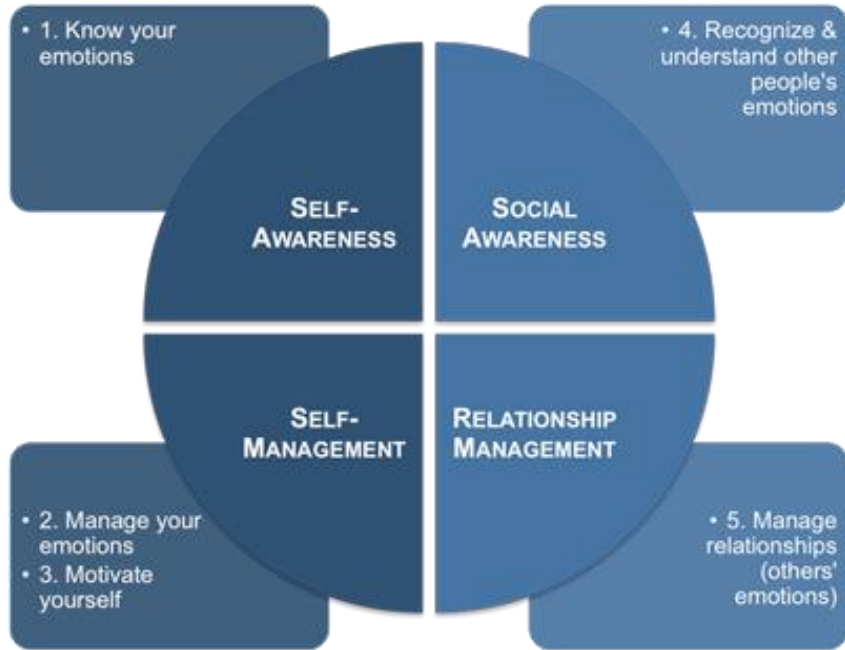 • 1. Know your
emotions
• 4. Recognize &
understand other
people's
emotions
SELF-
AWARENESS
SOCIAL
AWARENESS
SELF-
MANAGEMENT
RELATIONSHIP
MANAGEMENT
• 2. Manage your
emotions
• 3. Motivate
yourself
• 5. Manage
relationships
(others'
emotions)